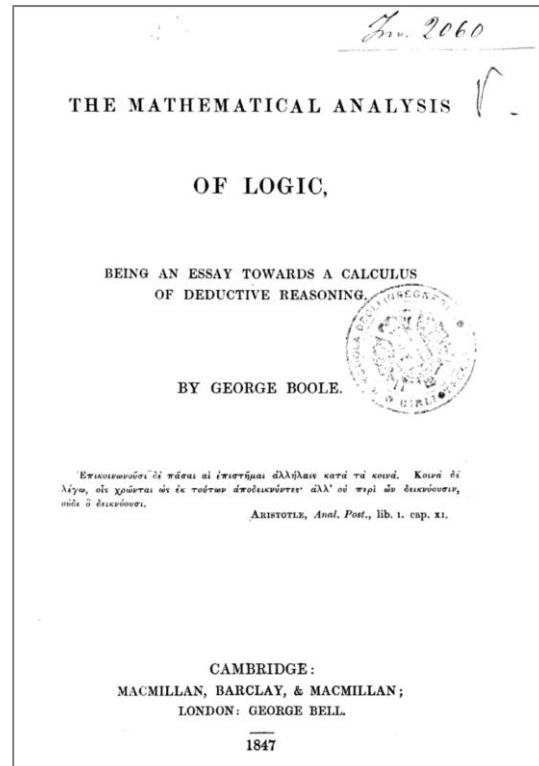 Inv. 2060
THE MATHEMATICAL ANALYSIS
OF LOGIC,
BEING AN ESSAY TOWARDS A CALCULUS
OF DEDUCTIVE REASONING.
BY GEORGE BOOLE.
Ἐπικοινωνοῦσι δὲ πᾶσαι αἱ ἐπιστῆμαι ἀλλήλαις κατὰ τὰ κοινά. Κοινὰ δὲ
λέγω, οἷς χρῶνται ὡς ἐκ τούτων ἀποδεικνύντες· ἀλλ' οὐ περὶ ὧν δεικνύουσιν,
οὐδὲ ὃ δεικνύουσι.
ARISTOTLE, Anal. Post., lib. I. cap. XI.
CAMBRIDGE:
MACMILLAN, BARCLAY, & MACMILLAN;
LONDON: GEORGE BELL.
1847